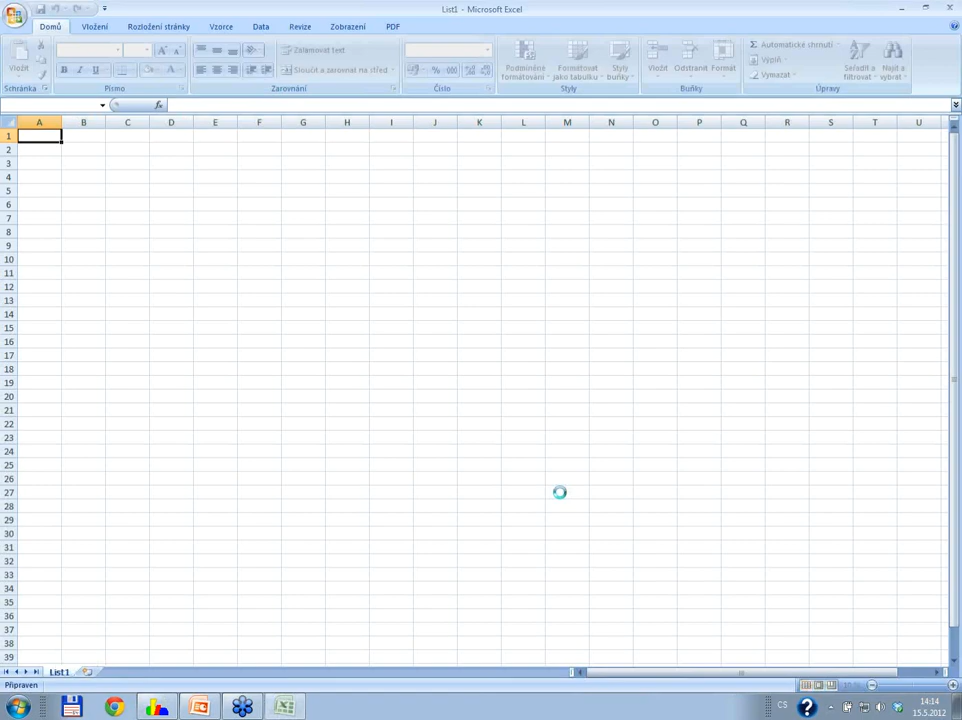 List1 - Microsoft Excel
Domů Vložení Rozložení stránky Vzorce Data Revize Zobrazení PDF
Vložit
Zalamovat text
Sloučit a zarovnat na střed
Podmíněné formátování
Formátovat jako tabulku
Styly buňky
Vložit Odstranit Formát
Automatické shrnutí
Výplň
Vymazat
Seřadit a filtrovat
Najít a vybrat
Schránka Písmo Zarovnání Číslo Styly Buňky Úpravy
fx
A B C D E F G H I J K L M N O P Q R S T U
1
2
3
4
5
6
7
8
9
10
11
12
13
14
15
16
17
18
19
20
21
22
23
24
25
26
27
28
29
30
31
32
33
34
35
36
37
38
39
List1
Připraven
CS
14:14
15.5.2012